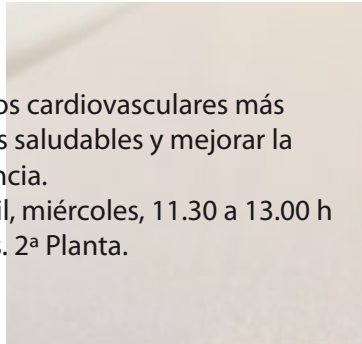 os cardiovasculares más
s saludables y mejorar la
ncia.
il, miércoles, 11.30 a 13.00 h
s. 2ª Planta.